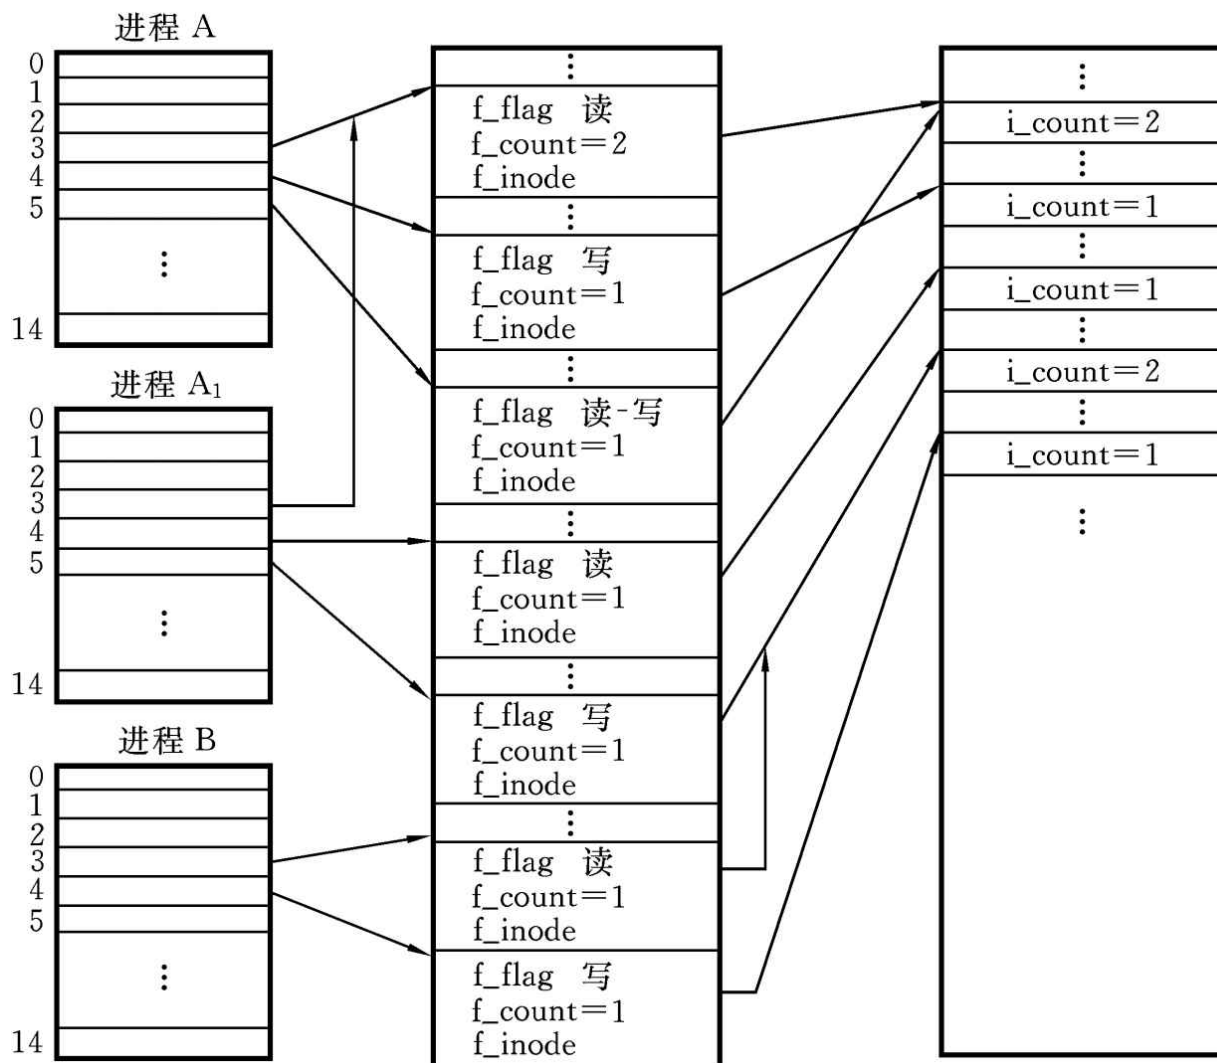 进程 A
0
1
2
3
4
5
⋮
14
进程 A₁
0
1
2
3
4
5
⋮
14
进程 B
0
1
2
3
4
5
⋮
14
⋮
f_flag 读
f_count=2
f_inode
⋮
f_flag 写
f_count=1
f_inode
⋮
f_flag 读-写
f_count=1
f_inode
⋮
f_flag 读
f_count=1
f_inode
⋮
f_flag 写
f_count=1
f_inode
⋮
f_flag 读
f_count=1
f_inode
f_flag 写
f_count=1
f_inode
⋮
i_count=2
⋮
i_count=1
⋮
i_count=1
⋮
i_count=2
⋮
i_count=1
⋮